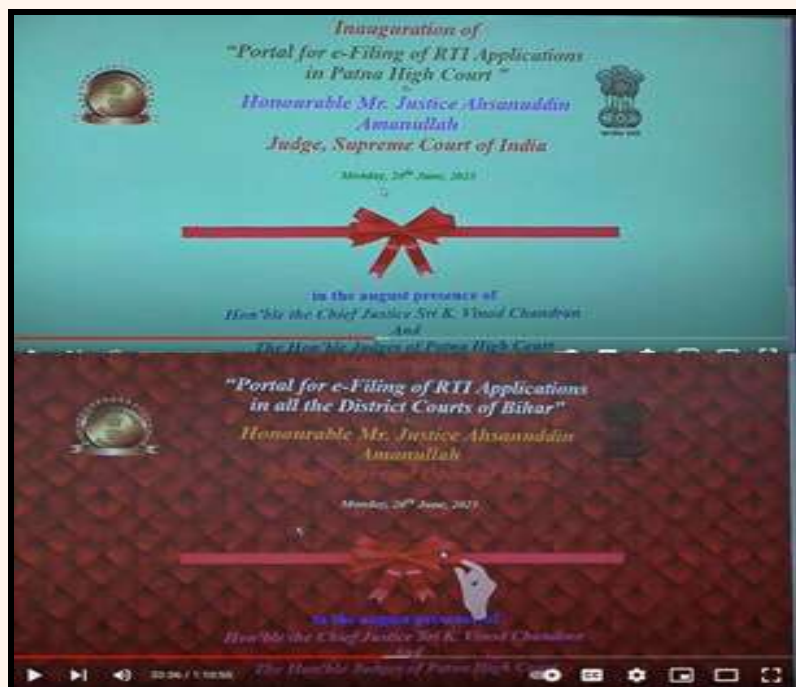 Inauguration of
"Portal for e-Filing of RTI Applications
in Patna High Court "
Honourable Mr. Justice Ahsanuddin
Amanullah
Judge, Supreme Court of India
Monday, 26th June, 2023
in the august presence of
Hon'ble the Chief Justice Sri K. Vinod Chandran
And
The Hon'ble Judges of Patna High Court
"Portal for e-Filing of RTI Applications
in all the District Courts of Bihar"
Honourable Mr. Justice Ahsanuddin
Amanullah
Monday, 26th June, 2023
in the august presence of
Hon'ble the Chief Justice Sri K. Vinod Chandran
And
The Hon'ble Judges of Patna High Court